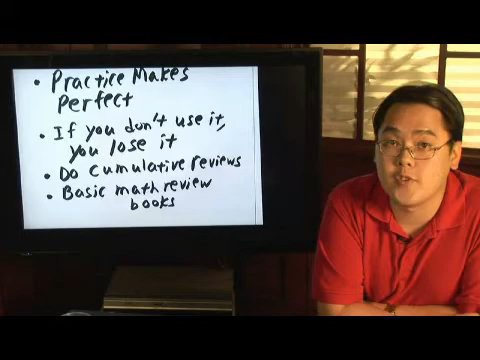 • Practice Makes
Perfect
• If you don't use it,
you lose it
• Do cumulative reviews
• Basic math review
books